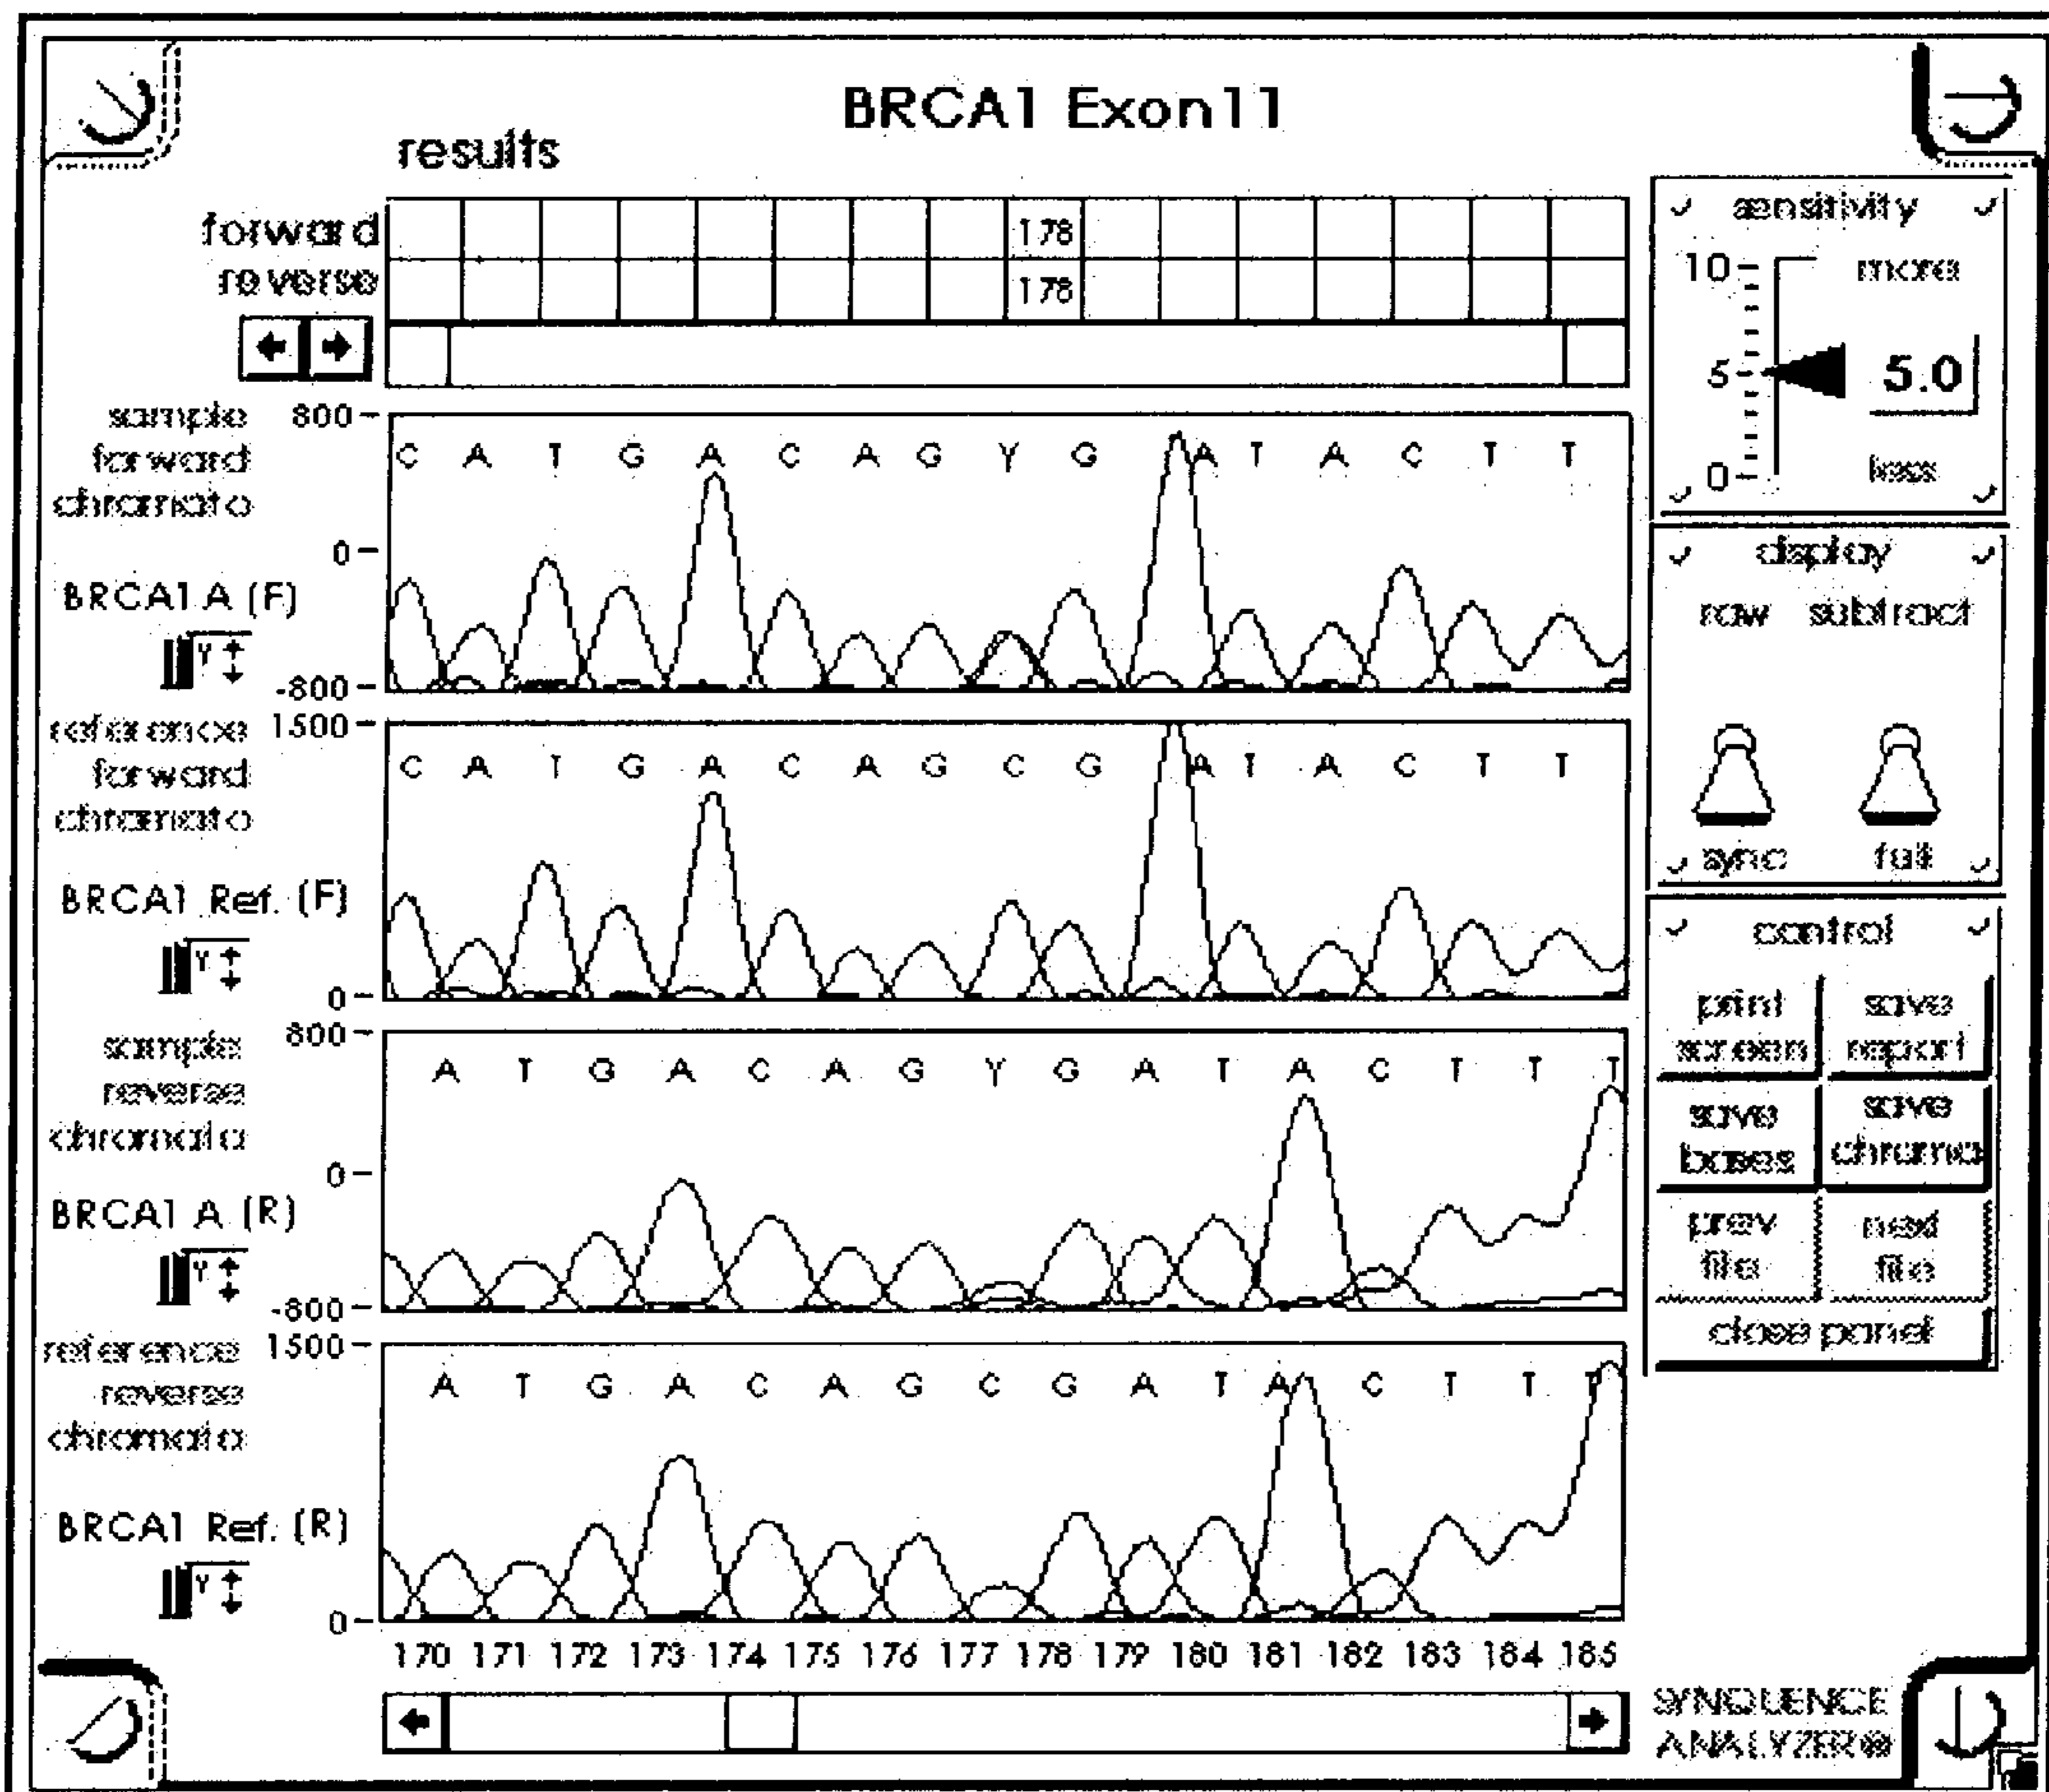 BRCA1 Exon11
results
forward 178
reverse 178
sensitivity
10 more
5 5.0
0 less
sample 800
forward
chromato
0
BRCA1 A (F)
Y
-800
C A T G A C A G Y G A T A C T T
display
raw subtract
sync full
reference 1500
forward
chromato
BRCA1 Ref. (F)
Y
0
C A T G A C A G C G A T A C T T
control
print screen
save report
save bases
save chroma
prev file
next file
close panel
sample 800
reverse
chromata
0
BRCA1 A (R)
Y
-800
A T G A C A G Y G A T A C T T T
reference 1500
reverse
chromata
BRCA1 Ref. (R)
Y
0
A T G A C A G C G A T A C T T T
170 171 172 173 174 175 176 177 178 179 180 181 182 183 184 185
SYNQUENCE
ANALYZER®